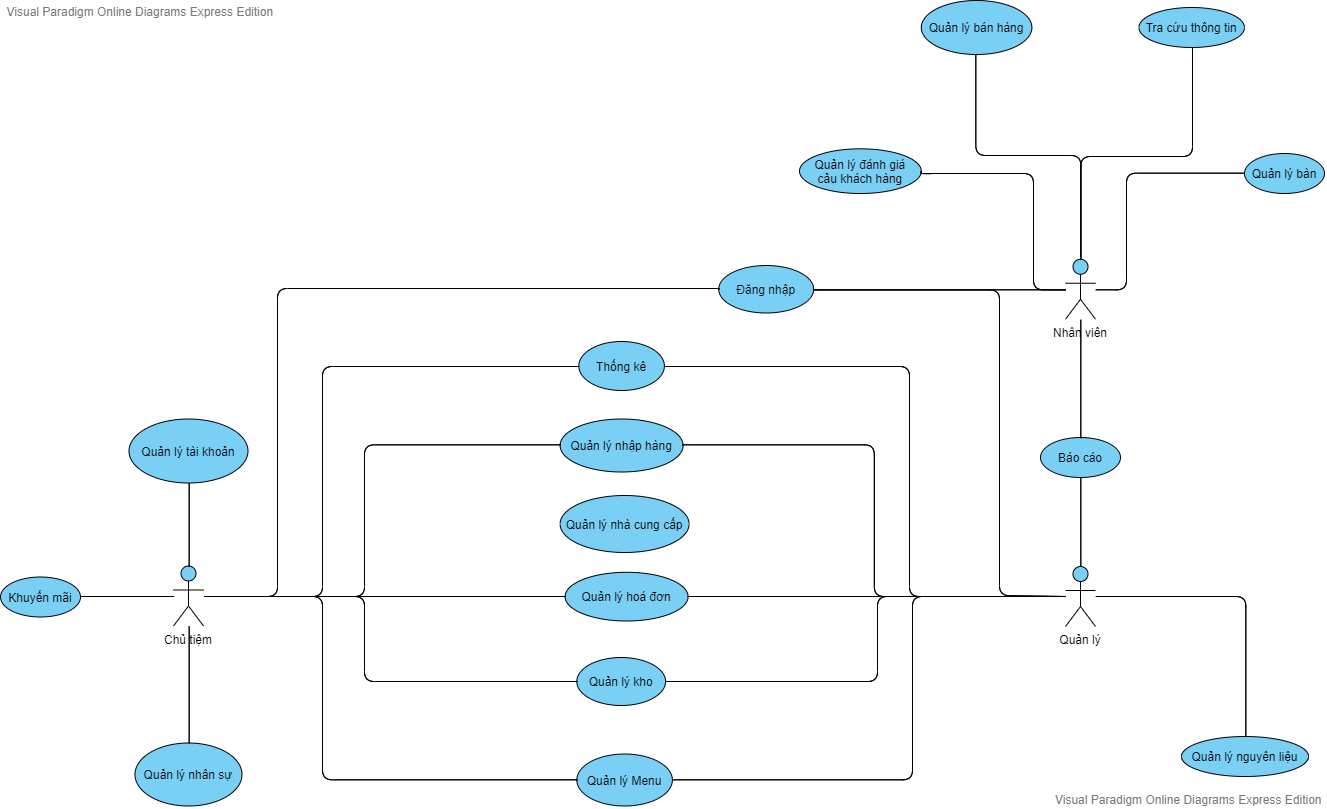 Visual Paradigm Online Diagrams Express Edition
Quản lý bán hàng
Tra cứu thông tin
Quản lý đánh giá
cảu khách hàng
Quản lý bàn
Đăng nhập
Nhân viên
Thống kê
Quản lý tài khoản
Quản lý nhập hàng
Báo cáo
Quản lý nhà cung cấp
Khuyến mãi
Quản lý hoá đơn
Chủ tiệm
Quản lý
Quản lý kho
Quản lý nhân sự
Quản lý Menu
Quản lý nguyên liệu
Visual Paradigm Online Diagrams Express Edition